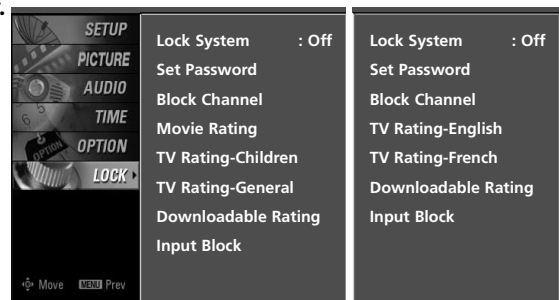 SETUP
PICTURE
AUDIO
TIME
OPTION
LOCK
Move MENU Prev
Lock System : Off
Set Password
Block Channel
Movie Rating
TV Rating-Children
TV Rating-General
Downloadable Rating
Input Block
Lock System : Off
Set Password
Block Channel
TV Rating-English
TV Rating-French
Downloadable Rating
Input Block